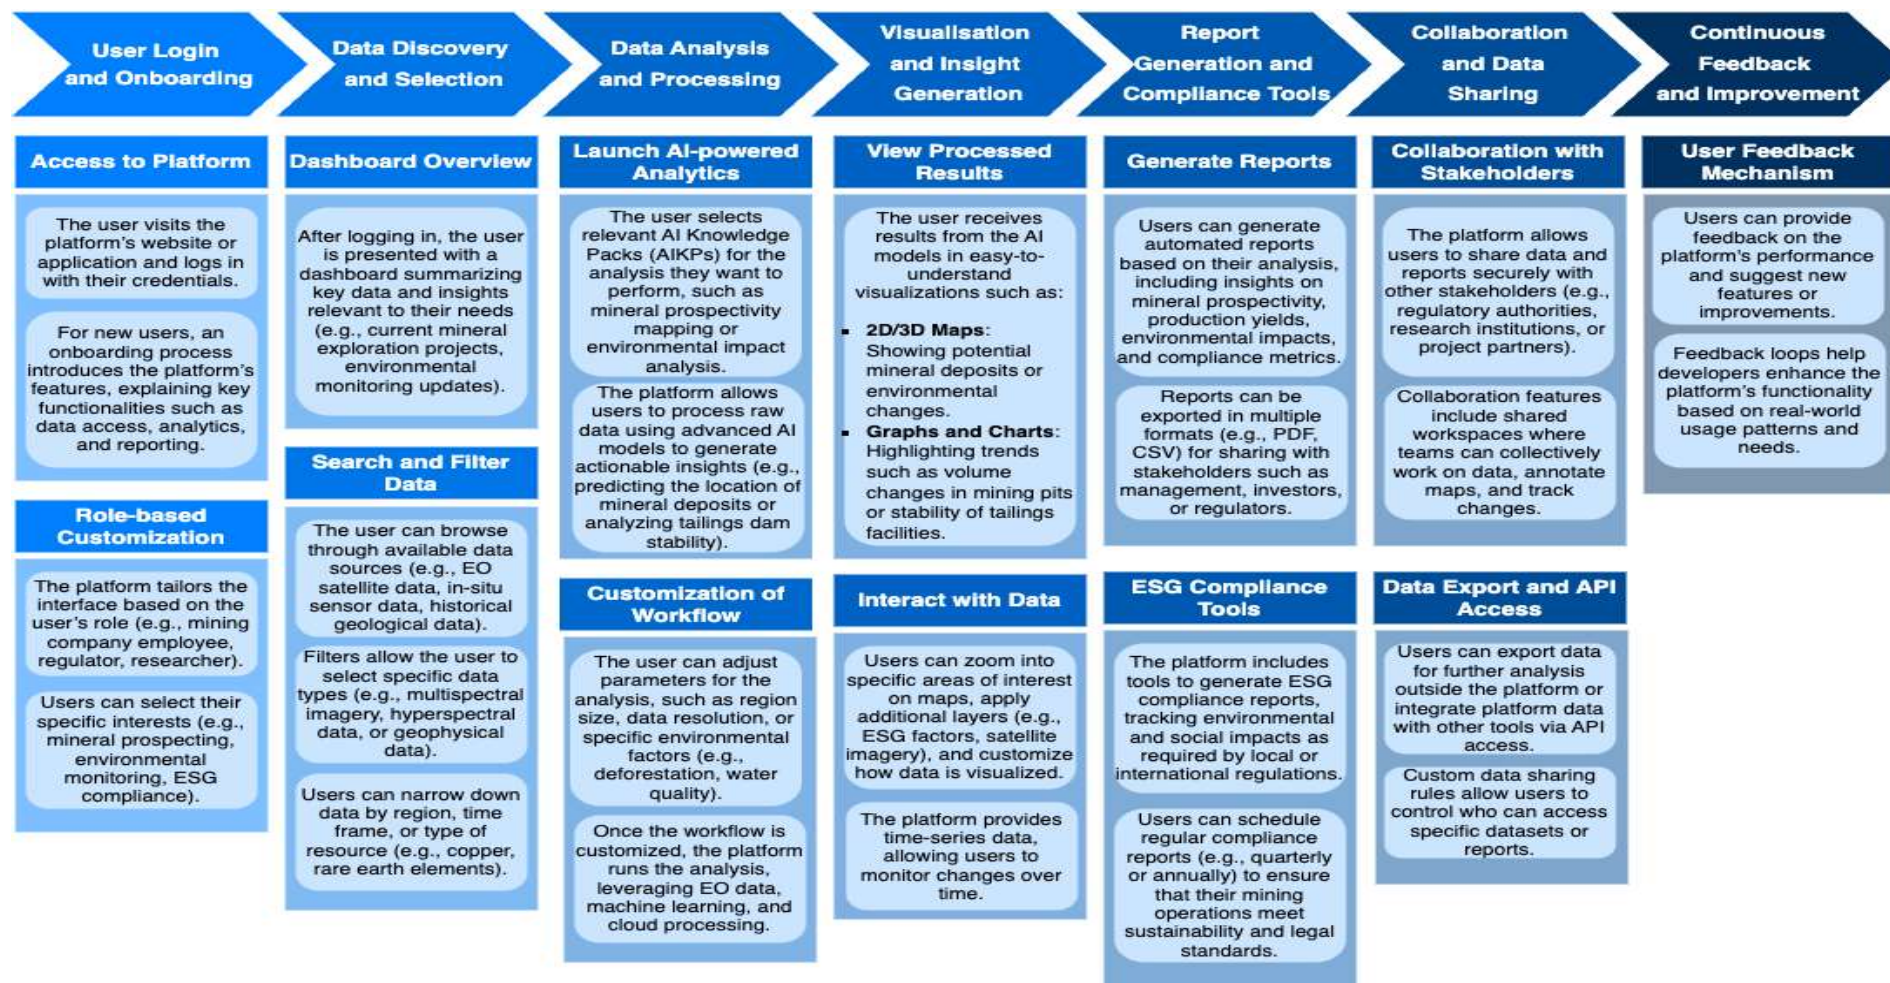 User Login
and Onboarding
Data Discovery
and Selection
Data Analysis
and Processing
Visualisation
and Insight
Generation
Report
Generation and
Compliance Tools
Collaboration
and Data
Sharing
Continuous
Feedback
and Improvement
Access to Platform
The user visits the
platform's website or
application and logs in
with their credentials.
For new users, an
onboarding process
introduces the platform's
features, explaining key
functionalities such as
data access, analytics,
and reporting.
Role-based
Customization
The platform tailors the
interface based on the
user's role (e.g., mining
company employee,
regulator, researcher).
Users can select their
specific interests (e.g.,
mineral prospecting,
environmental
monitoring, ESG
compliance).
Dashboard Overview
After logging in, the user
is presented with a
dashboard summarizing
key data and insights
relevant to their needs
(e.g., current mineral
exploration projects,
environmental
monitoring updates).
Search and Filter
Data
The user can browse
through available data
sources (e.g., EO
satellite data, in-situ
sensor data, historical
geological data).
Filters allow the user to
select specific data
types (e.g., multispectral
imagery, hyperspectral
data, or geophysical
data).
Users can narrow down
data by region, time
frame, or type of
resource (e.g., copper,
rare earth elements).
Launch AI-powered
Analytics
The user selects
relevant AI Knowledge
Packs (AIKPs) for the
analysis they want to
perform, such as
mineral prospectivity
mapping or
environmental impact
analysis.
The platform allows
users to process raw
data using advanced AI
models to generate
actionable insights (e.g.,
predicting the location of
mineral deposits or
analyzing tailings dam
stability).
Customization of
Workflow
The user can adjust
parameters for the
analysis, such as region
size, data resolution, or
specific environmental
factors (e.g.,
deforestation, water
quality).
Once the workflow is
customized, the platform
runs the analysis,
leveraging EO data,
machine learning, and
cloud processing.
View Processed
Results
The user receives
results from the AI
models in easy-to-
understand
visualizations such as:
▪ 2D/3D Maps:
Showing potential
mineral deposits or
environmental
changes.
▪ Graphs and Charts:
Highlighting trends
such as volume
changes in mining pits
or stability of tailings
facilities.
Interact with Data
Users can zoom into
specific areas of interest
on maps, apply
additional layers (e.g.,
ESG factors, satellite
imagery), and customize
how data is visualized.
The platform provides
time-series data,
allowing users to
monitor changes over
time.
Generate Reports
Users can generate
automated reports
based on their analysis,
including insights on
mineral prospectivity,
production yields,
environmental impacts,
and compliance metrics.
Reports can be
exported in multiple
formats (e.g., PDF,
CSV) for sharing with
stakeholders such as
management, investors,
or regulators.
ESG Compliance
Tools
The platform includes
tools to generate ESG
compliance reports,
tracking environmental
and social impacts as
required by local or
international regulations.
Users can schedule
regular compliance
reports (e.g., quarterly
or annually) to ensure
that their mining
operations meet
sustainability and legal
standards.
Collaboration with
Stakeholders
The platform allows
users to share data and
reports securely with
other stakeholders (e.g.,
regulatory authorities,
research institutions, or
project partners).
Collaboration features
include shared
workspaces where
teams can collectively
work on data, annotate
maps, and track
changes.
Data Export and API
Access
Users can export data
for further analysis
outside the platform or
integrate platform data
with other tools via API
access.
Custom data sharing
rules allow users to
control who can access
specific datasets or
reports.
User Feedback
Mechanism
Users can provide
feedback on the
platform's performance
and suggest new
features or
improvements.
Feedback loops help
developers enhance the
platform's functionality
based on real-world
usage patterns and
needs.